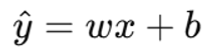 ŷ = wx + b